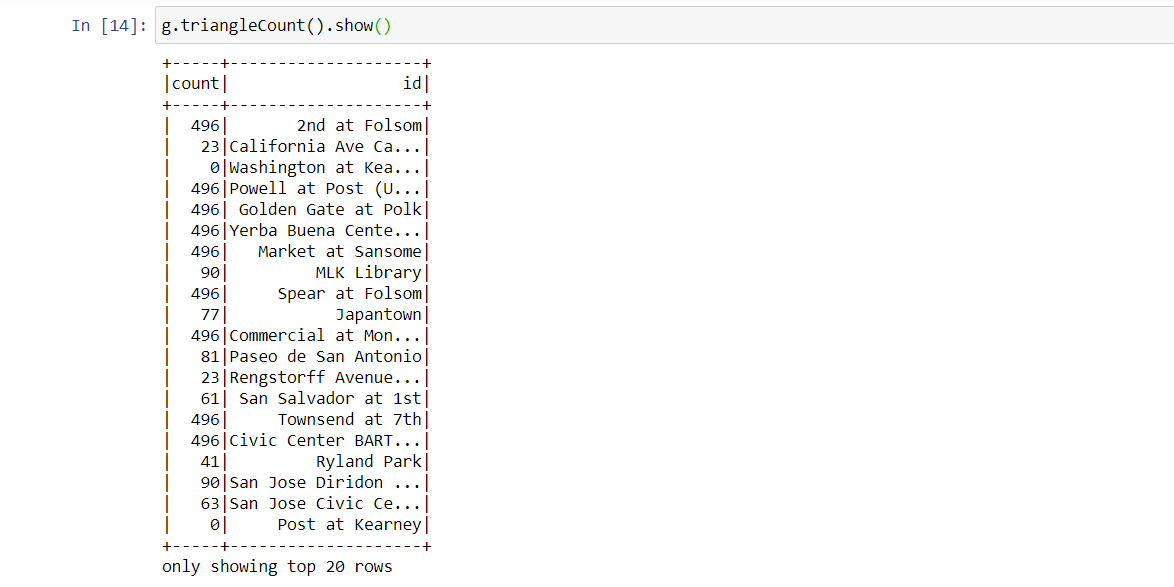 In [14]: g.triangleCount().show()
+-----+--------------------+
|count|                  id|
+-----+--------------------+
|  496|       2nd at Folsom|
|   23|California Ave Ca...|
|    0|Washington at Kea...|
|  496|Powell at Post (U...|
|  496| Golden Gate at Polk|
|  496|Yerba Buena Cente...|
|  496|   Market at Sansome|
|   90|         MLK Library|
|  496|     Spear at Folsom|
|   77|           Japantown|
|  496|Commercial at Mon...|
|   81|Paseo de San Antonio|
|   23|Rengstorff Avenue...|
|   61| San Salvador at 1st|
|  496|     Townsend at 7th|
|  496|Civic Center BART...|
|   41|         Ryland Park|
|   90|San Jose Diridon ...|
|   63|San Jose Civic Ce...|
|    0|     Post at Kearney|
+-----+--------------------+
only showing top 20 rows